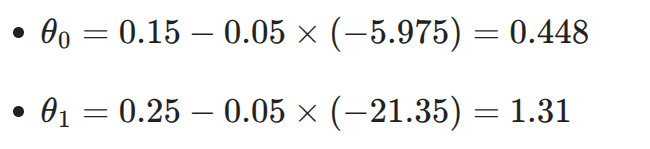 • θ₀ = 0.15 − 0.05 × (−5.975) = 0.448
• θ₁ = 0.25 − 0.05 × (−21.35) = 1.31